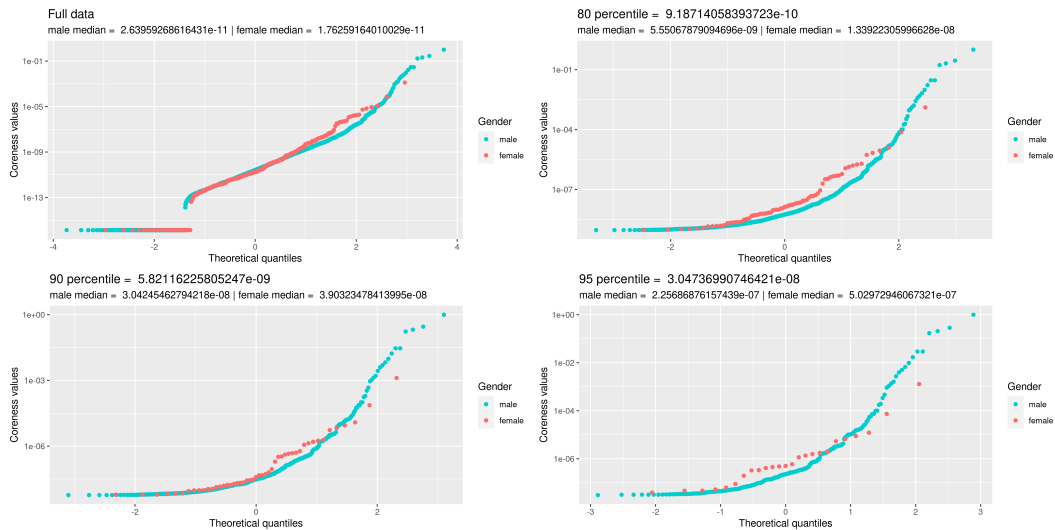 Full data
male median = 2.63959268616431e-11 | female median = 1.76259164010029e-11
1e-01
1e-05
1e-09
1e-13
Coreness values
-4
-2
0
2
4
Theoretical quantiles
Gender
male
female
80 percentile = 9.18714058393723e-10
male median = 5.55067879094696e-09 | female median = 1.33922305996628e-08
1e-01
1e-04
1e-07
Coreness values
-2
0
2
Theoretical quantiles
Gender
male
female
90 percentile = 5.82116225805247e-09
male median = 3.04245462794218e-08 | female median = 3.90323478413995e-08
1e+00
1e-03
1e-06
Coreness values
-2
0
2
Theoretical quantiles
Gender
male
female
95 percentile = 3.04736990746421e-08
male median = 2.25686876157439e-07 | female median = 5.02972946067321e-07
1e+00
1e-02
1e-04
1e-06
Coreness values
-3
-2
-1
0
1
2
3
Theoretical quantiles
Gender
male
female